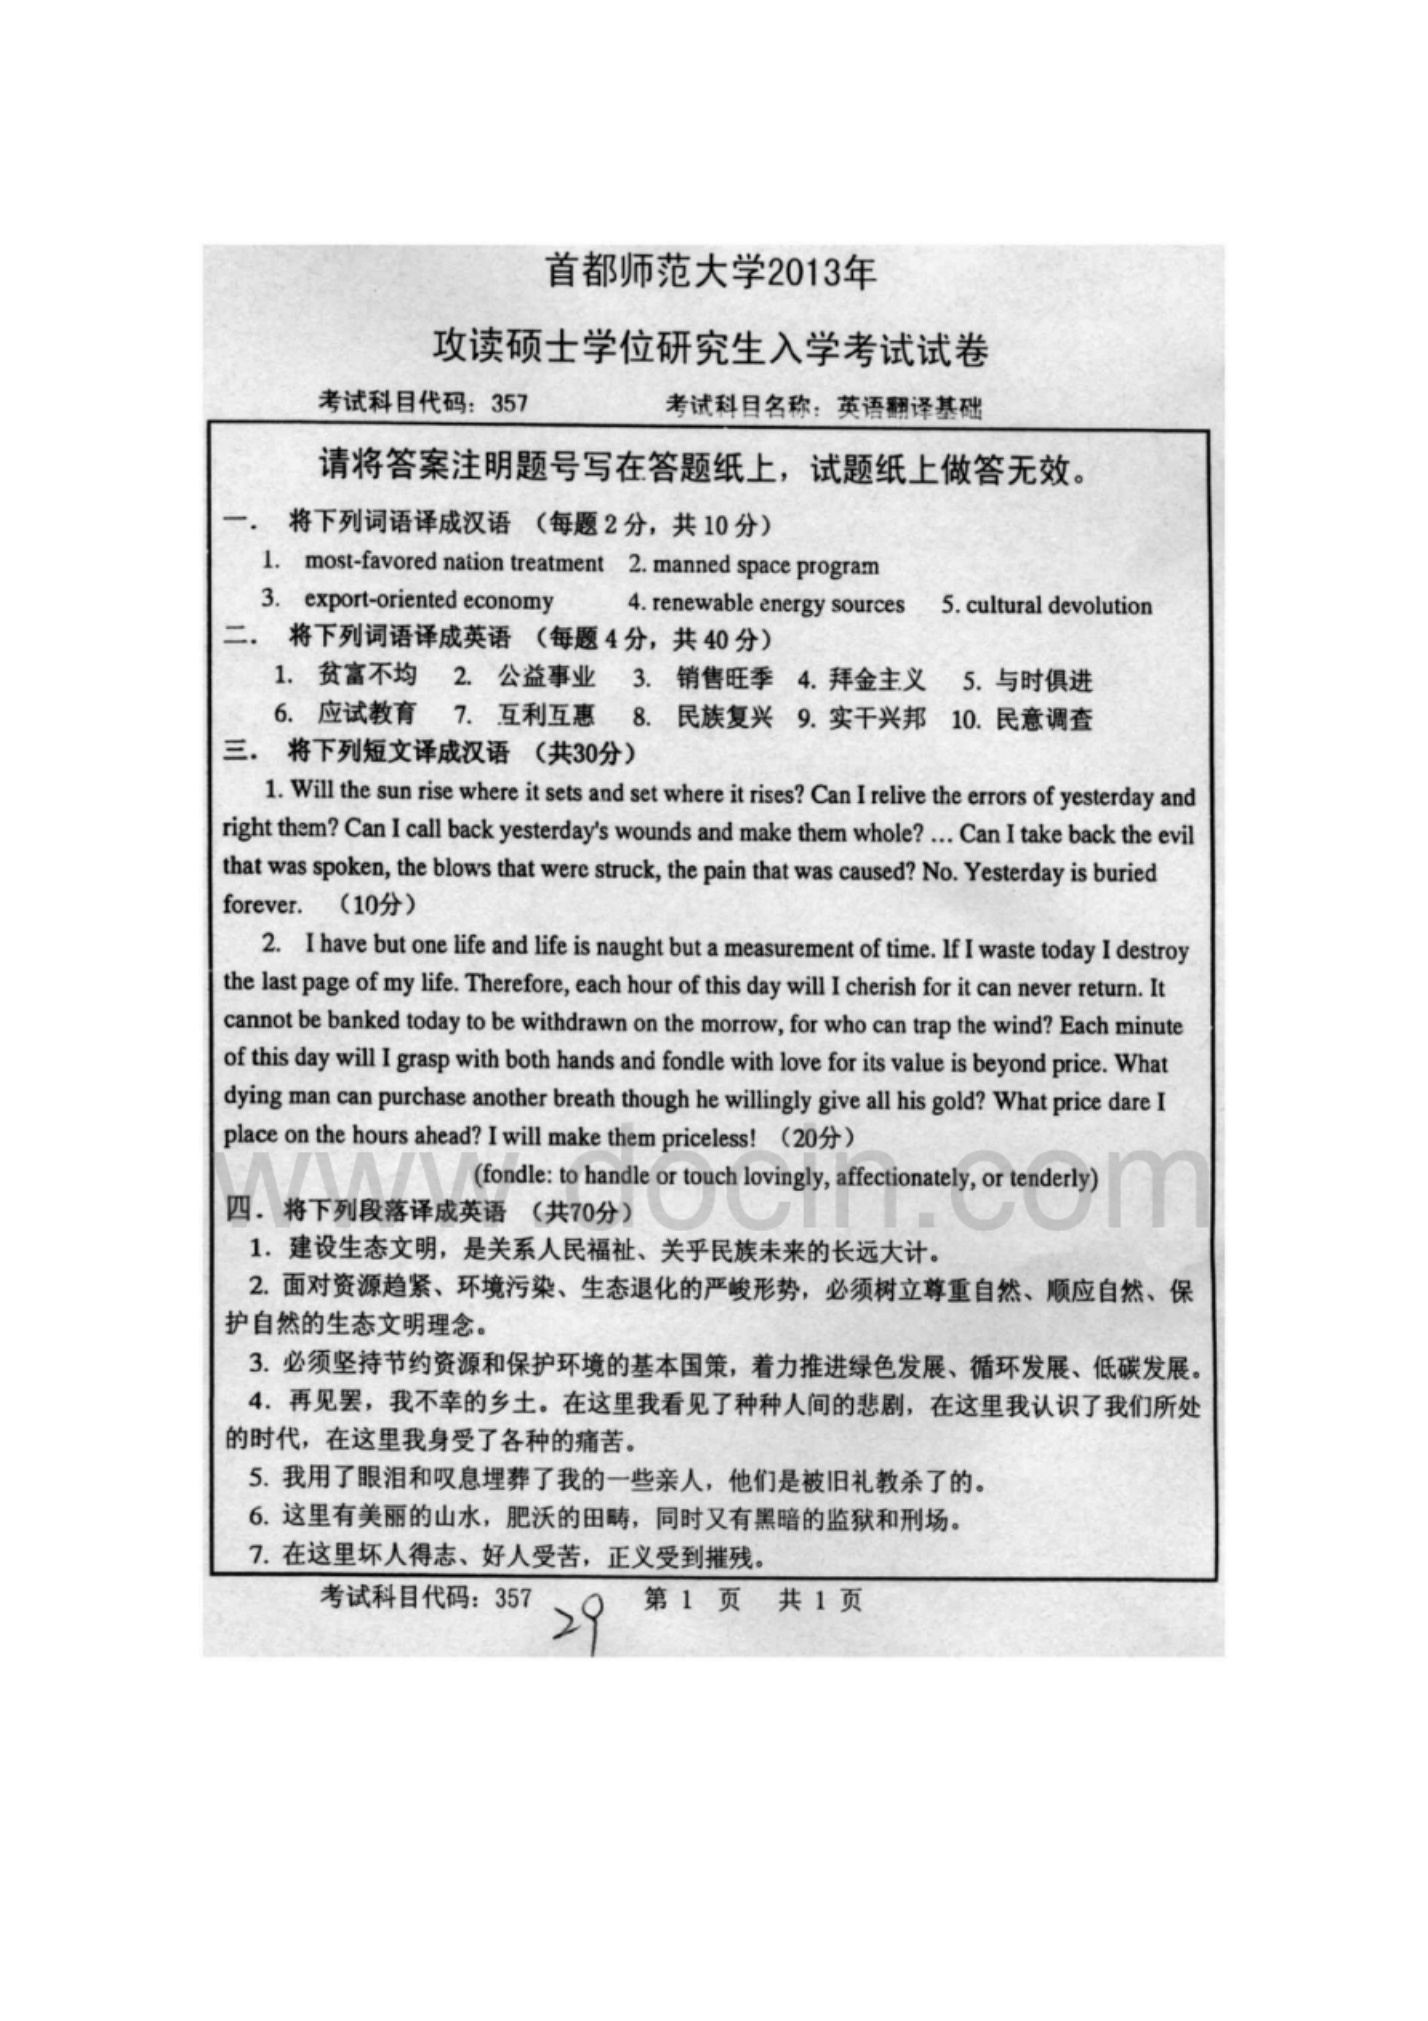 首都师范大学2013年
攻读硕士学位研究生入学考试试卷
考试科目代码：357 考试科目名称：英语翻译基础
请将答案注明题号写在答题纸上，试题纸上做答无效。
一． 将下列词语译成汉语 （每题 2 分，共 10 分）
1. most-favored nation treatment 2. manned space program
3. export-oriented economy 4. renewable energy sources 5. cultural devolution
二． 将下列词语译成英语 （每题 4 分，共 40 分）
1. 贫富不均 2. 公益事业 3. 销售旺季 4. 拜金主义 5. 与时俱进
6. 应试教育 7. 互利互惠 8. 民族复兴 9. 实干兴邦 10. 民意调查
三． 将下列短文译成汉语 （共30分）
1. Will the sun rise where it sets and set where it rises? Can I relive the errors of yesterday and
right them? Can I call back yesterday's wounds and make them whole? … Can I take back the evil
that was spoken, the blows that were struck, the pain that was caused? No. Yesterday is buried
forever. （10分）
2. I have but one life and life is naught but a measurement of time. If I waste today I destroy
the last page of my life. Therefore, each hour of this day will I cherish for it can never return. It
cannot be banked today to be withdrawn on the morrow, for who can trap the wind? Each minute
of this day will I grasp with both hands and fondle with love for its value is beyond price. What
dying man can purchase another breath though he willingly give all his gold? What price dare I
place on the hours ahead? I will make them priceless! （20分）
(fondle: to handle or touch lovingly, affectionately, or tenderly)
www.docin.com
四．将下列段落译成英语 （共70分）
1. 建设生态文明，是关系人民福祉、关乎民族未来的长远大计。
2. 面对资源趋紧、环境污染、生态退化的严峻形势，必须树立尊重自然、顺应自然、保
护自然的生态文明理念。
3. 必须坚持节约资源和保护环境的基本国策，着力推进绿色发展、循环发展、低碳发展。
4. 再见罢，我不幸的乡土。在这里我看见了种种人间的悲剧，在这里我认识了我们所处
的时代，在这里我身受了各种的痛苦。
5. 我用了眼泪和叹息埋葬了我的一些亲人，他们是被旧礼教杀了的。
6. 这里有美丽的山水，肥沃的田畴，同时又有黑暗的监狱和刑场。
7. 在这里坏人得志、好人受苦，正义受到摧残。
考试科目代码：357 第 1 页 共 1 页
29